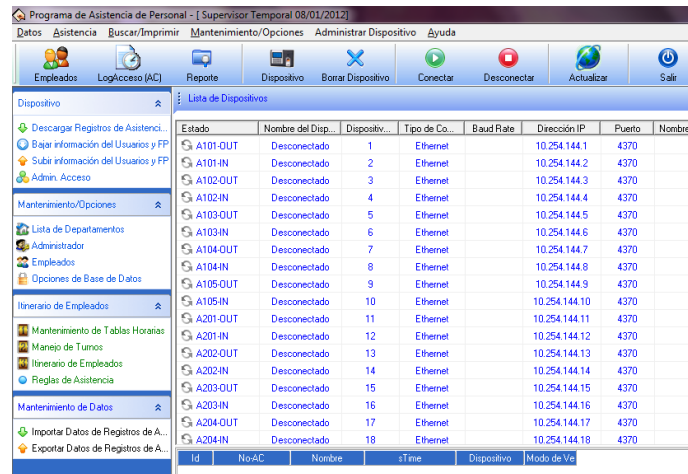 Programa de Asistencia de Personal - [ Supervisor Temporal 08/01/2012]
Datos Asistencia Buscar/Imprimir Mantenimiento/Opciones Administrar Dispositivo Ayuda
Empleados LogAcceso (AC) Reporte Dispositivo Borrar Dispositivo Conectar Desconectar Actualizar Salir
Dispositivo
Descargar Registros de Asistenci...
Bajar información del Usuarios y FP
Subir información del Usuarios y FP
Admin. Acceso
Mantenimiento/Opciones
Lista de Departamentos
Administrador
Empleados
Opciones de Base de Datos
Itinerario de Empleados
Mantenimiento de Tablas Horarias
Manejo de Turnos
Itinerario de Empleados
Reglas de Asistencia
Mantenimiento de Datos
Importar Datos de Registros de A...
Exportar Datos de Registros de A...
Lista de Dispositivos
Estado Nombre del Disp... Dispositiv... Tipo de Co... Baud Rate Dirección IP Puerto Nombre
A101-OUT Desconectado 1 Ethernet 10.254.144.1 4370
A101-IN Desconectado 2 Ethernet 10.254.144.2 4370
A102-OUT Desconectado 3 Ethernet 10.254.144.3 4370
A102-IN Desconectado 4 Ethernet 10.254.144.4 4370
A103-OUT Desconectado 5 Ethernet 10.254.144.5 4370
A103-IN Desconectado 6 Ethernet 10.254.144.6 4370
A104-OUT Desconectado 7 Ethernet 10.254.144.7 4370
A104-IN Desconectado 8 Ethernet 10.254.144.8 4370
A105-OUT Desconectado 9 Ethernet 10.254.144.9 4370
A105-IN Desconectado 10 Ethernet 10.254.144.10 4370
A201-OUT Desconectado 11 Ethernet 10.254.144.11 4370
A201-IN Desconectado 12 Ethernet 10.254.144.12 4370
A202-OUT Desconectado 13 Ethernet 10.254.144.13 4370
A202-IN Desconectado 14 Ethernet 10.254.144.14 4370
A203-OUT Desconectado 15 Ethernet 10.254.144.15 4370
A203-IN Desconectado 16 Ethernet 10.254.144.16 4370
A204-OUT Desconectado 17 Ethernet 10.254.144.17 4370
A204-IN Desconectado 18 Ethernet 10.254.144.18 4370
Id No-AC Nombre sTime Dispositivo Modo de Ve